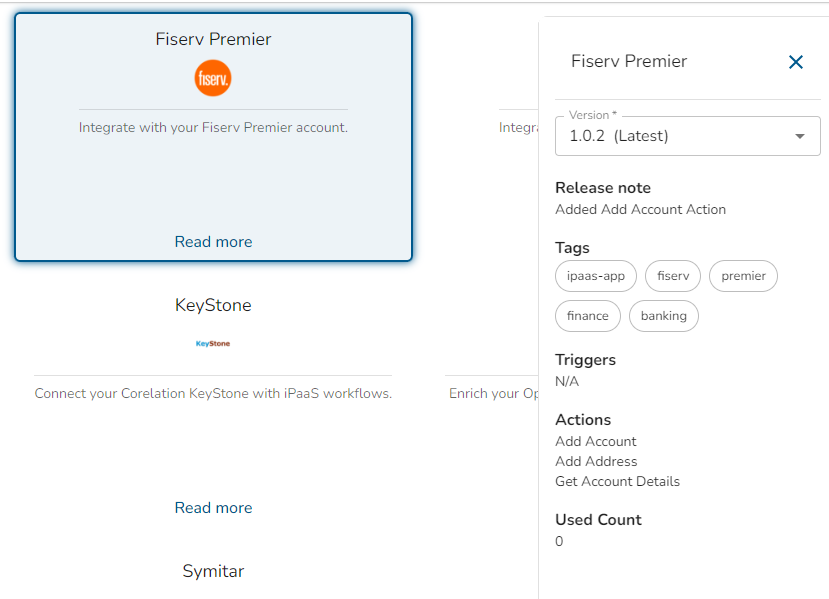 Fiserv Premier
fiserv.
Integrate with your Fiserv Premier account.
Read more
KeyStone
KeyStone
Connect your Corelation KeyStone with iPaaS workflows.
Read more
Symitar
Integra
Enrich your Op
Fiserv Premier
Version *
1.0.2 (Latest)
Release note
Added Add Account Action
Tags
ipaas-app
fiserv
premier
finance
banking
Triggers
N/A
Actions
Add Account
Add Address
Get Account Details
Used Count
0